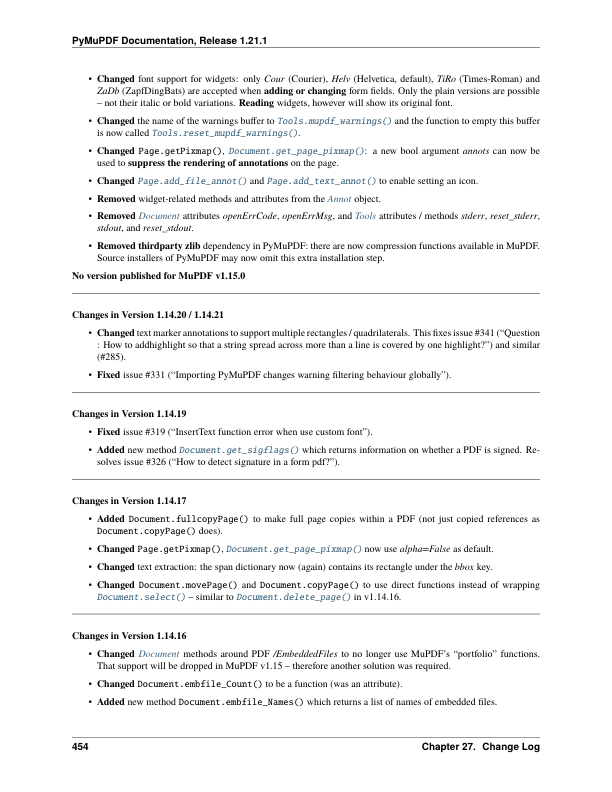 PyMuPDF Documentation, Release 1.21.1
• Changed font support for widgets: only Cour (Courier), Helv (Helvetica, default), TiRo (Times-Roman) and
ZaDb (ZapfDingBats) are accepted when adding or changing form fields. Only the plain versions are possible
– not their italic or bold variations. Reading widgets, however will show its original font.
• Changed the name of the warnings buffer to Tools.mupdf_warnings() and the function to empty this buffer
is now called Tools.reset_mupdf_warnings().
• Changed Page.getPixmap(), Document.get_page_pixmap(): a new bool argument annots can now be
used to suppress the rendering of annotations on the page.
• Changed Page.add_file_annot() and Page.add_text_annot() to enable setting an icon.
• Removed widget-related methods and attributes from the Annot object.
• Removed Document attributes openErrCode, openErrMsg, and Tools attributes / methods stderr, reset_stderr,
stdout, and reset_stdout.
• Removed thirdparty zlib dependency in PyMuPDF: there are now compression functions available in MuPDF.
Source installers of PyMuPDF may now omit this extra installation step.
No version published for MuPDF v1.15.0
Changes in Version 1.14.20 / 1.14.21
• Changed text marker annotations to support multiple rectangles / quadrilaterals. This fixes issue #341 (“Question
: How to addhighlight so that a string spread across more than a line is covered by one highlight?”) and similar
(#285).
• Fixed issue #331 (“Importing PyMuPDF changes warning filtering behaviour globally”).
Changes in Version 1.14.19
• Fixed issue #319 (“InsertText function error when use custom font”).
• Added new method Document.get_sigflags() which returns information on whether a PDF is signed. Re-
solves issue #326 (“How to detect signature in a form pdf?”).
Changes in Version 1.14.17
• Added Document.fullcopyPage() to make full page copies within a PDF (not just copied references as
Document.copyPage() does).
• Changed Page.getPixmap(), Document.get_page_pixmap() now use alpha=False as default.
• Changed text extraction: the span dictionary now (again) contains its rectangle under the bbox key.
• Changed Document.movePage() and Document.copyPage() to use direct functions instead of wrapping
Document.select() – similar to Document.delete_page() in v1.14.16.
Changes in Version 1.14.16
• Changed Document methods around PDF /EmbeddedFiles to no longer use MuPDF’s “portfolio” functions.
That support will be dropped in MuPDF v1.15 – therefore another solution was required.
• Changed Document.embfile_Count() to be a function (was an attribute).
• Added new method Document.embfile_Names() which returns a list of names of embedded files.
454 Chapter 27. Change Log